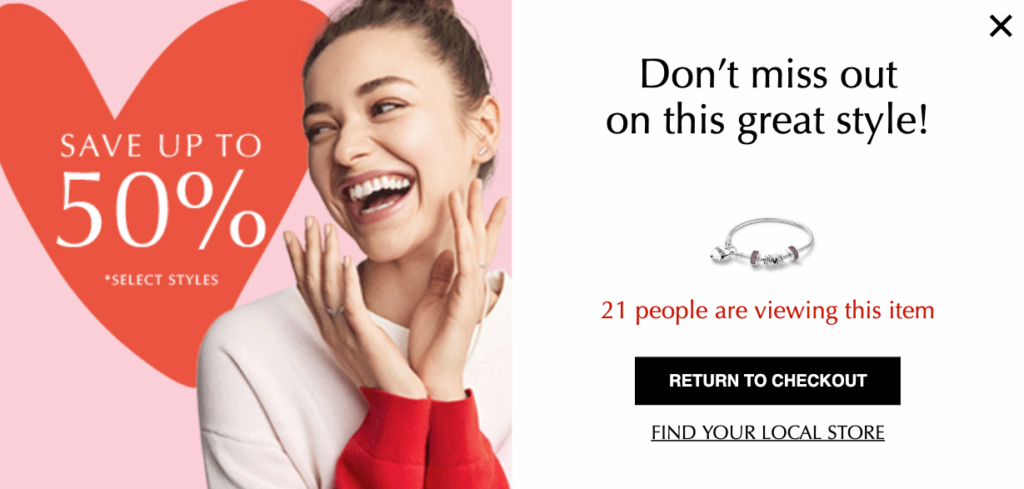 SAVE UP TO
50%
*SELECT STYLES
Don't miss out
on this great style!
21 people are viewing this item
RETURN TO CHECKOUT
FIND YOUR LOCAL STORE